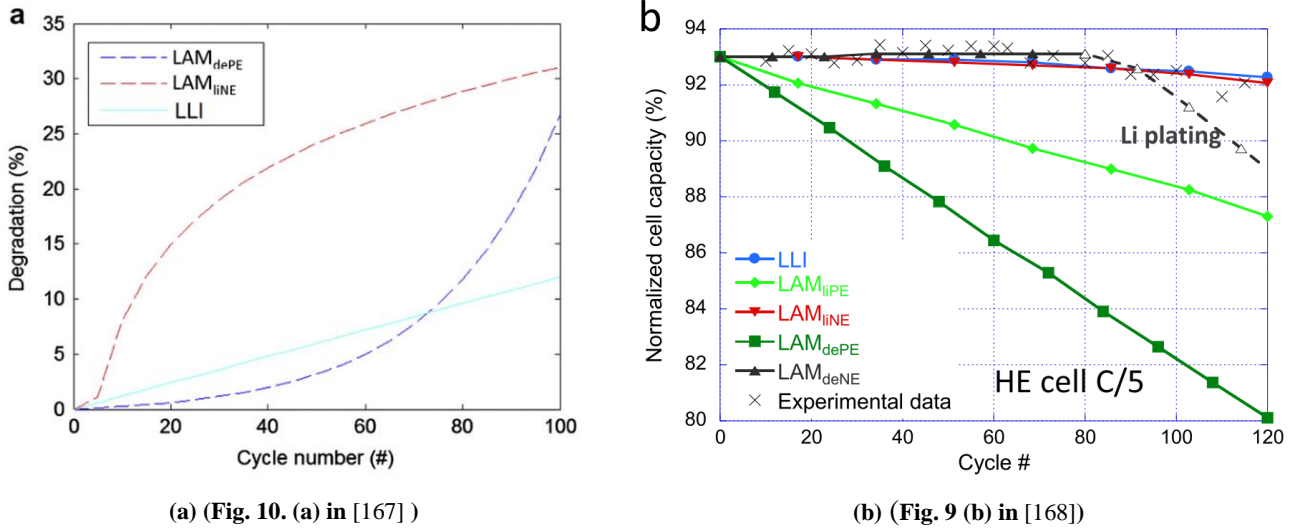 a
35
30
25
20
15
10
5
0
Degradation (%)
LAMdePE
LAMliNE
LLI
0 20 40 60 80 100
Cycle number (#)
(a) (Fig. 10. (a) in [167] )
b
94
93
92
90
88
86
84
82
80
Normalized cell capacity (%)
Li plating
LLI
LAMliPE
LAMliNE
LAMdePE
LAMdeNE
Experimental data
HE cell C/5
0 20 40 60 80 100 120
Cycle #
(b) (Fig. 9 (b) in [168])